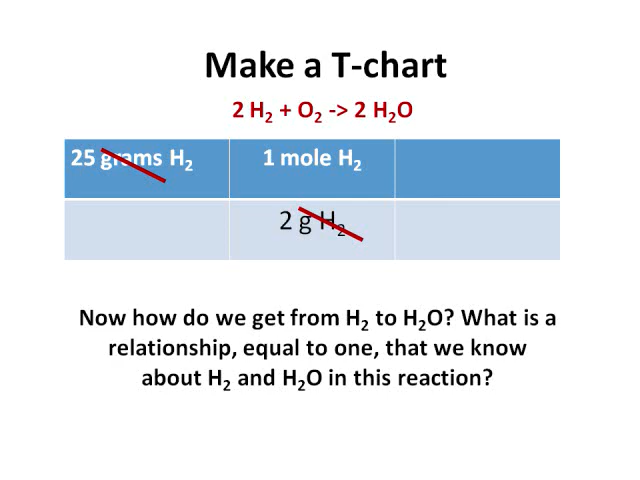 Make a T-chart
2 H₂ + O₂ -> 2 H₂O
25 grams H₂ 1 mole H₂
2 g H₂
Now how do we get from H₂ to H₂O? What is a
relationship, equal to one, that we know
about H₂ and H₂O in this reaction?